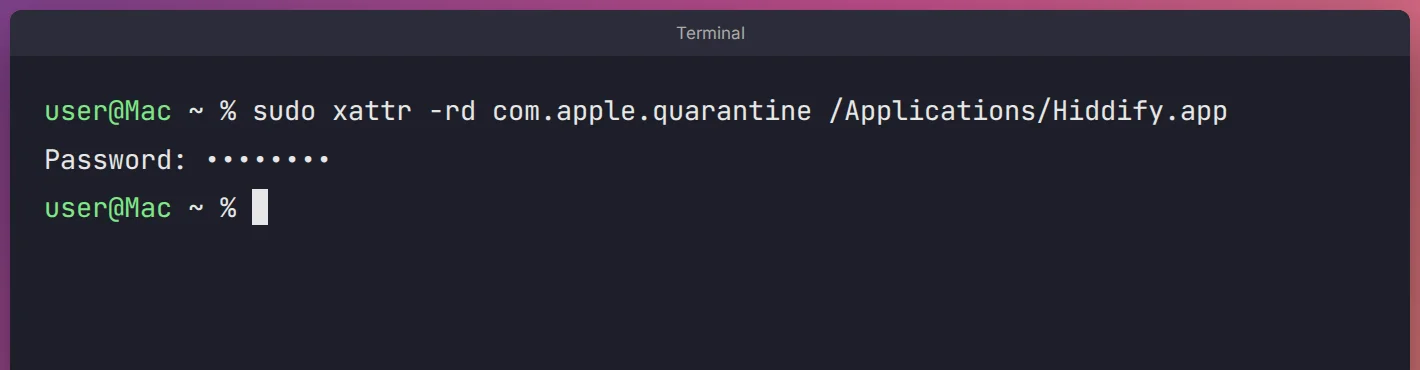 Terminal
user@Mac ~ % sudo xattr -rd com.apple.quarantine /Applications/Hiddify.app
Password: ••••••••
user@Mac ~ %